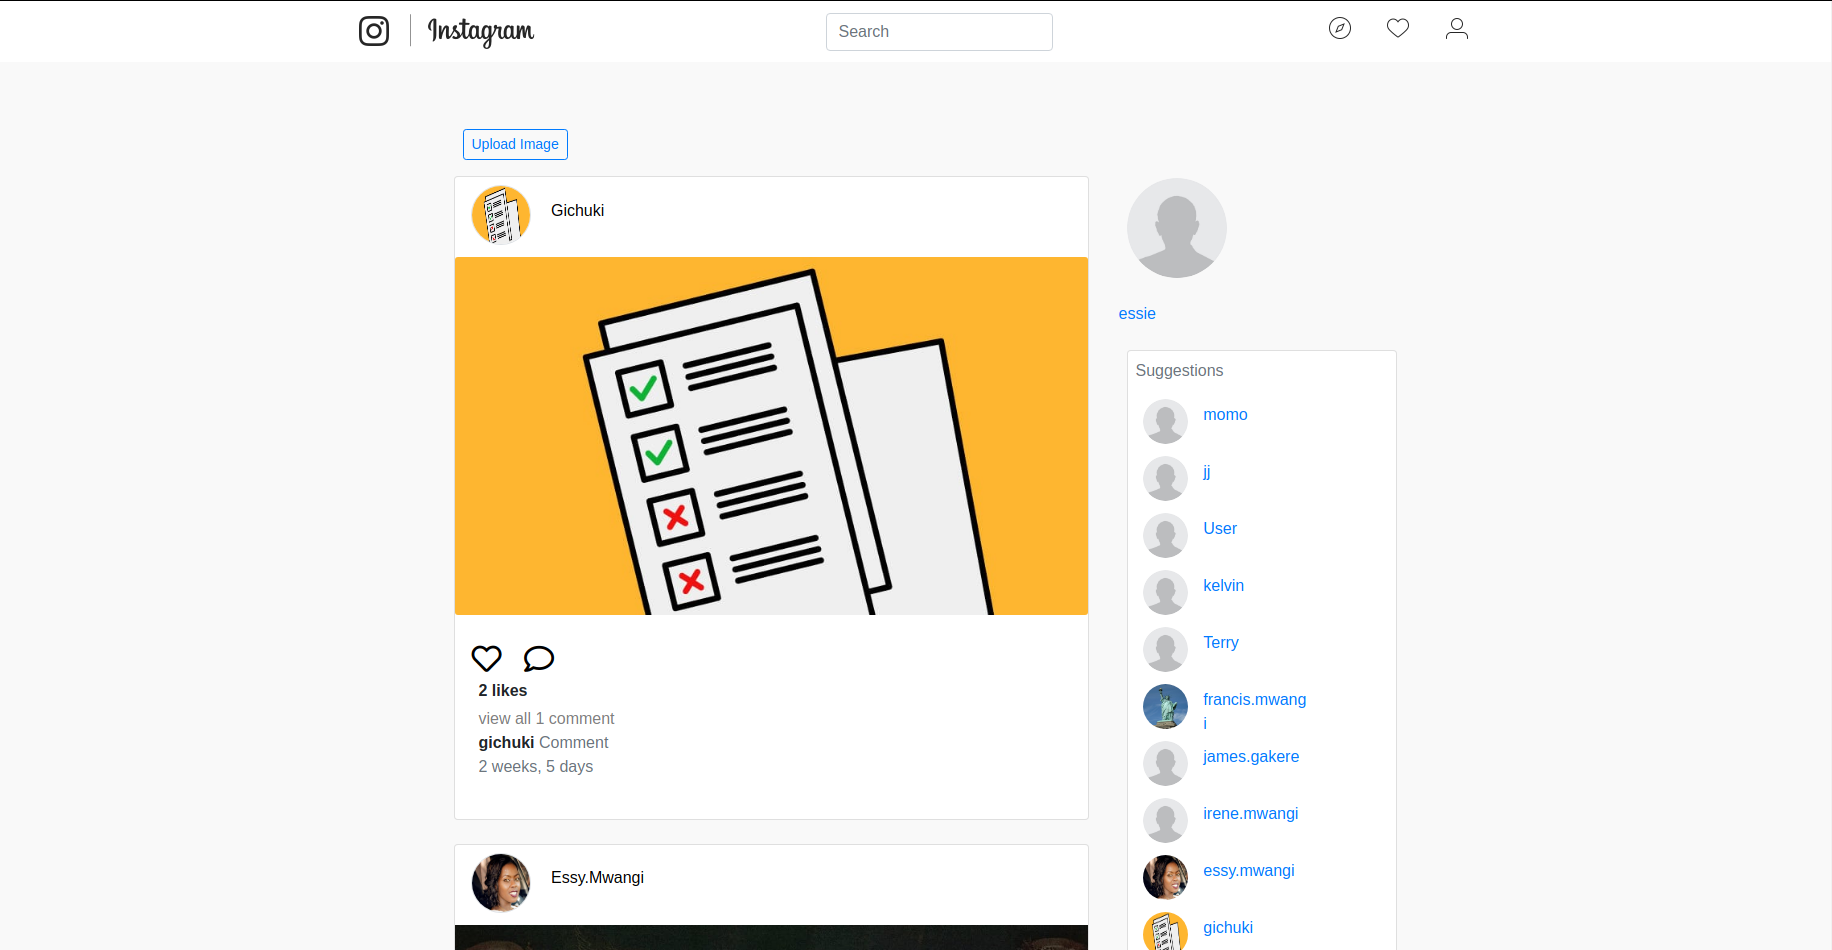 Instagram
Search
Upload Image
Gichuki
2 likes
view all 1 comment
gichuki Comment
2 weeks, 5 days
Essy.Mwangi
essie
Suggestions
momo
jj
User
kelvin
Terry
francis.mwang
i
james.gakere
irene.mwangi
essy.mwangi
gichuki